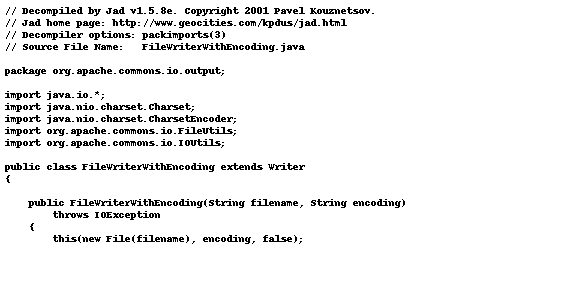 // Decompiled by Jad v1.5.8e. Copyright 2001 Pavel Kouznetsov.
// Jad home page: http://www.geocities.com/kpdus/jad.html
// Decompiler options: packimports(3)
// Source File Name:   FileWriterWithEncoding.java

package org.apache.commons.io.output;

import java.io.*;
import java.nio.charset.Charset;
import java.nio.charset.CharsetEncoder;
import org.apache.commons.io.FileUtils;
import org.apache.commons.io.IOUtils;

public class FileWriterWithEncoding extends Writer
{

    public FileWriterWithEncoding(String filename, String encoding)
        throws IOException
    {
        this(new File(filename), encoding, false);